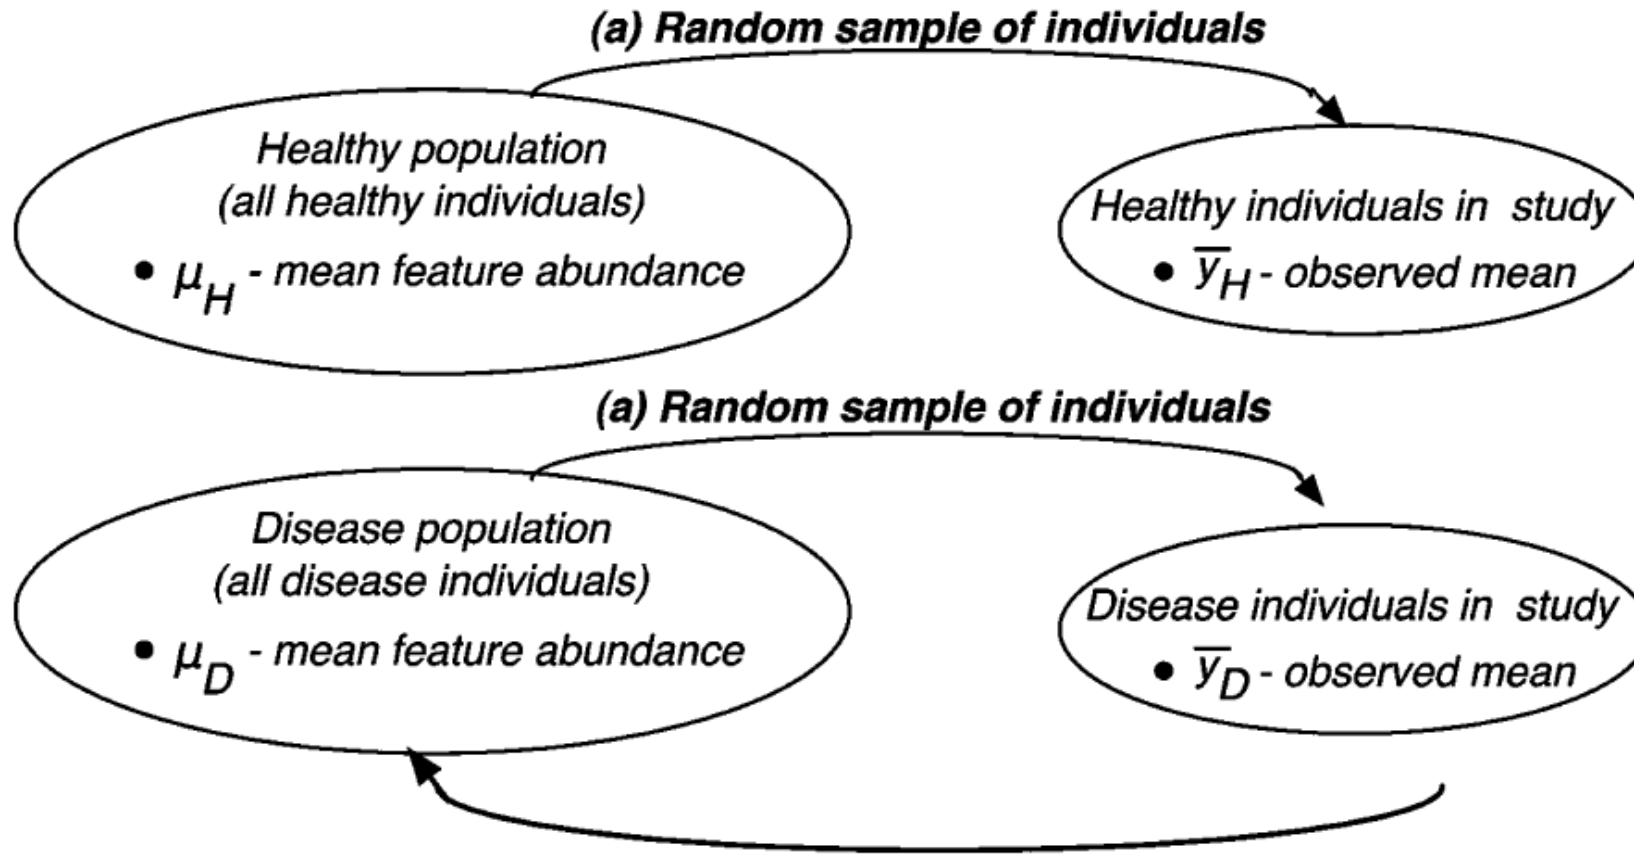 (a) Random sample of individuals
Healthy population
(all healthy individuals)
• μH - mean feature abundance
Healthy individuals in study
• y̅H - observed mean
(a) Random sample of individuals
Disease population
(all disease individuals)
• μD - mean feature abundance
Disease individuals in study
• y̅D - observed mean